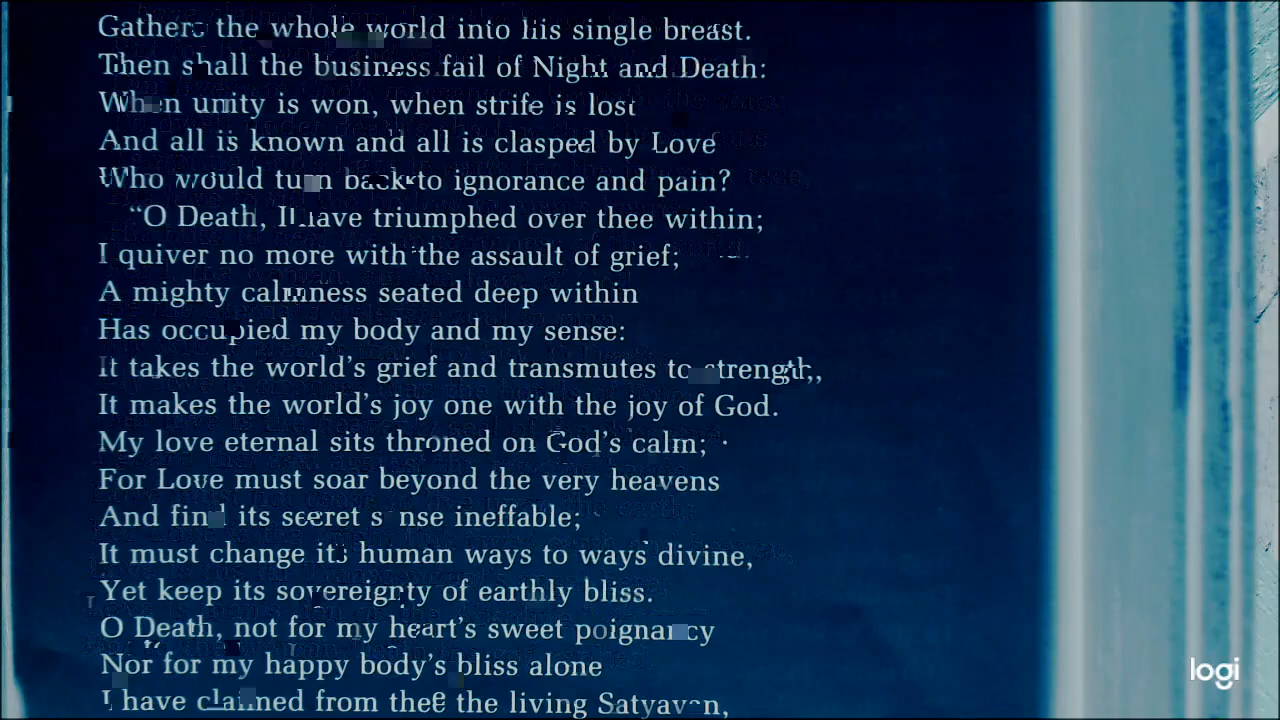 Gathers the whole world into his single breast.
Then shall the business fail of Night and Death:
When unity is won, when strife is lost
And all is known and all is clasped by Love
Who would turn back to ignorance and pain?
“O Death, I have triumphed over thee within;
I quiver no more with the assault of grief;
A mighty calmness seated deep within
Has occupied my body and my sense:
It takes the world’s grief and transmutes to strength,
It makes the world’s joy one with the joy of God.
My love eternal sits throned on God’s calm;
For Love must soar beyond the very heavens
And find its secret sense ineffable;
It must change its human ways to ways divine,
Yet keep its sovereignty of earthly bliss.
O Death, not for my heart’s sweet poignancy
Nor for my happy body’s bliss alone
I have claimed from thee the living Satyavan,
logi